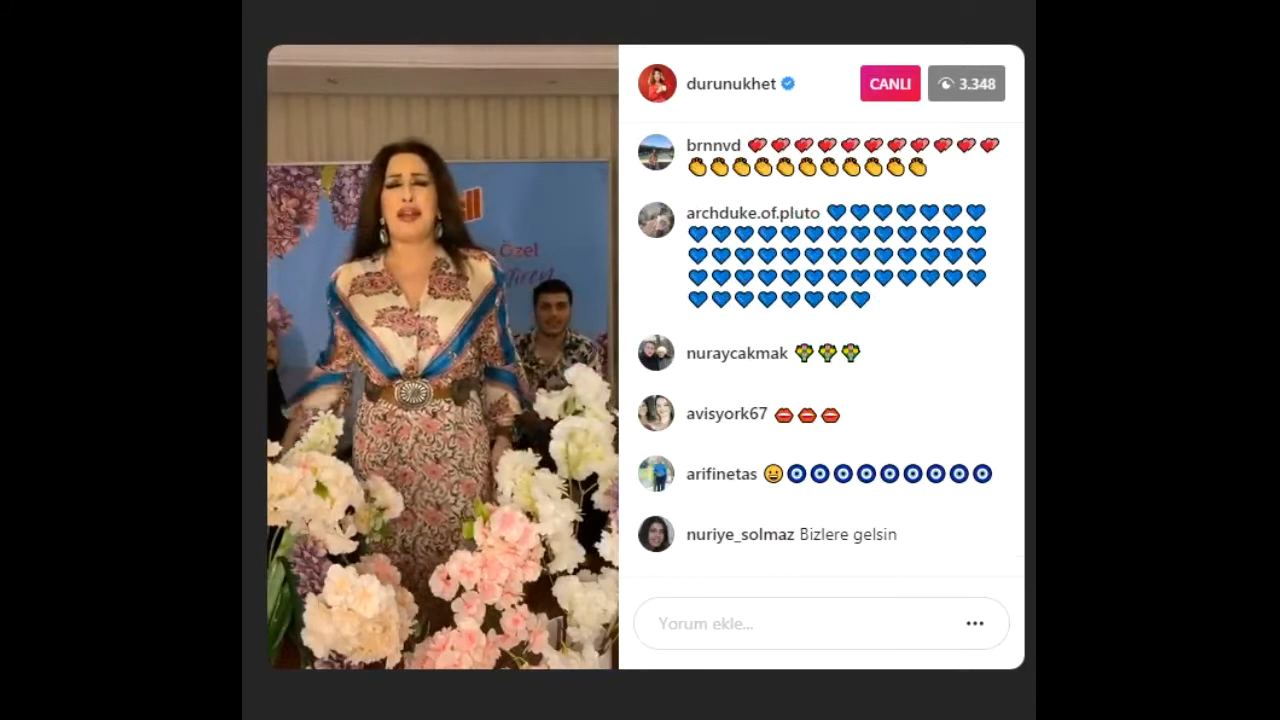 durunukhet
CANLI
3.348
brnnvd
archduke.of.pluto
nuraycakmak
avisyork67
arifinetas
nuriye_solmaz Bizlere gelsin
Yorum ekle...
Özel